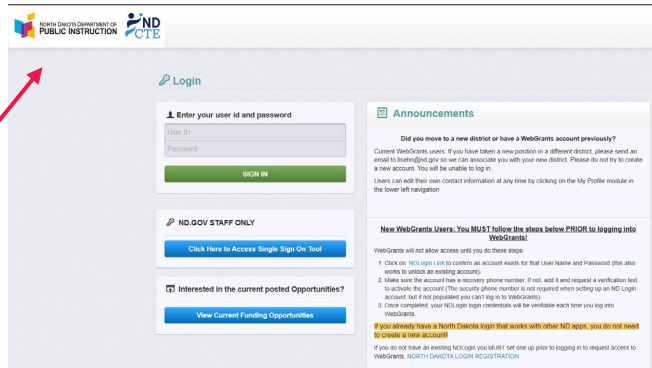 NORTH DAKOTA DEPARTMENT OF
PUBLIC INSTRUCTION
ND
CTE
Login
Enter your user id and password
User ID
Password
SIGN IN
ND.GOV STAFF ONLY
Click Here to Access Single Sign On Tool
Interested in the current posted Opportunities?
View Current Funding Opportunities
Announcements
Did you move to a new district or have a WebGrants account previously?
Current WebGrants users: If you have taken a new position in a different district, please send an
email to lisehn@nd.gov so we can associate you with your new district. Please do not try to create
a new account. You will be unable to log in.
Users can edit their own contact information at any time by clicking on the My Profile module in
the lower left navigation
New WebGrants Users: You MUST follow the steps below PRIOR to logging into
WebGrants!
WebGrants will not allow access until you do these steps:
1. Click on NDLogin Link to confirm an account exists for that User Name and Password (this also
works to unlock an existing account).
2. Make sure the account has a recovery phone number. If not, add it and request a verification text
to activate the account (The security phone number is not required when setting up an ND Login
account, but if not populated you can't log in to WebGrants).
3. Once completed, your NDLogin login credentials will be verifiable each time you log into
WebGrants.
If you already have a North Dakota login that works with other ND apps, you do not need
to create a new account!
If you do not have an existing NDLogin you MUST set one up prior to logging in to request access to
WebGrants. NORTH DAKOTA LOGIN REGISTRATION